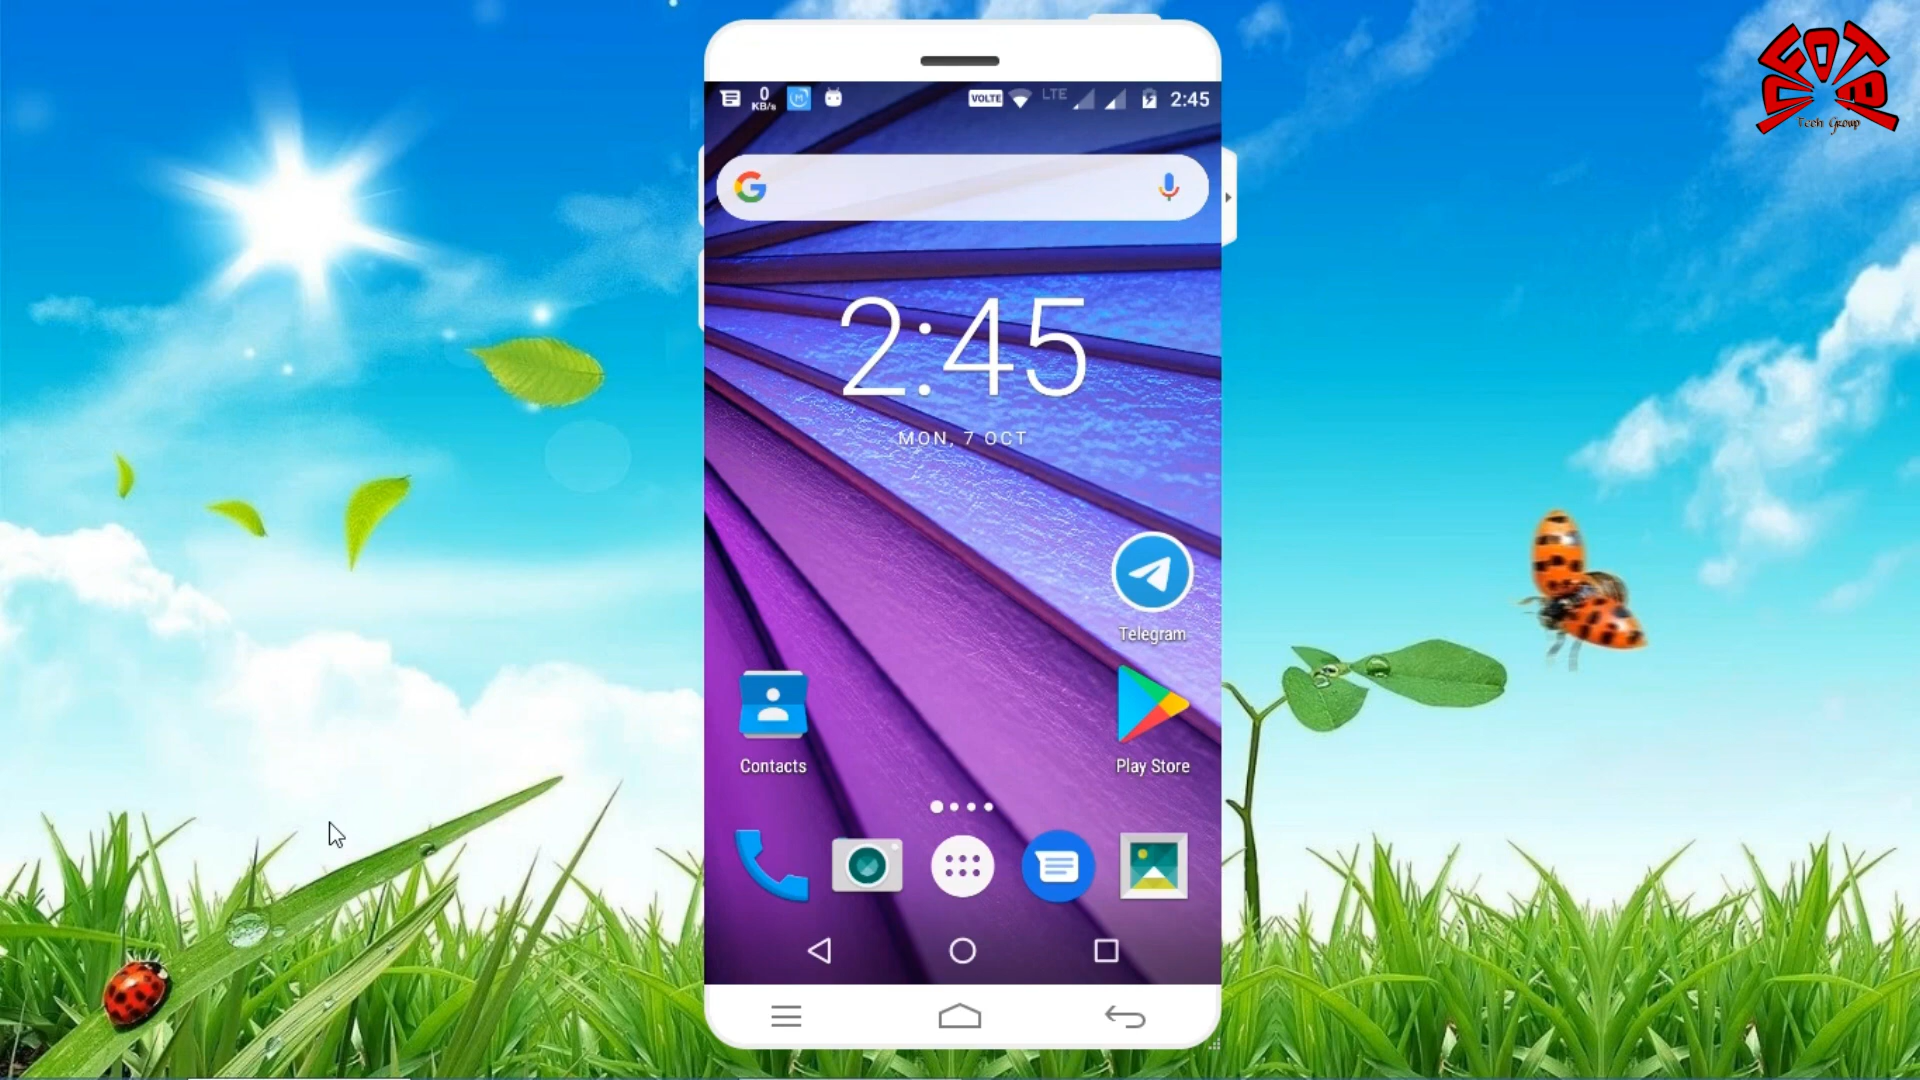 0
KB/s
VOLTE
LTE
2:45
2:45
MON, 7 OCT
Telegram
Contacts
Play Store
Tech Group